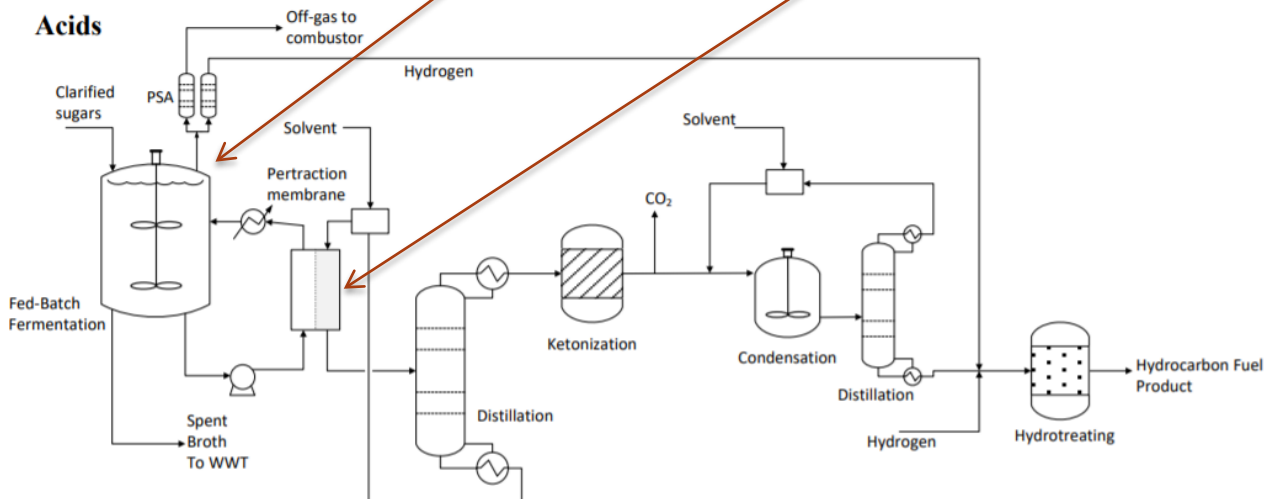 Acids
Off-gas to
combustor
Hydrogen
Clarified
sugars
PSA
Solvent
Solvent
Pertraction
membrane
CO₂
Fed-Batch
Fermentation
Ketonization
Condensation
Distillation
Hydrocarbon Fuel
Product
Distillation
Spent
Broth
To WWT
Hydrogen
Hydrotreating